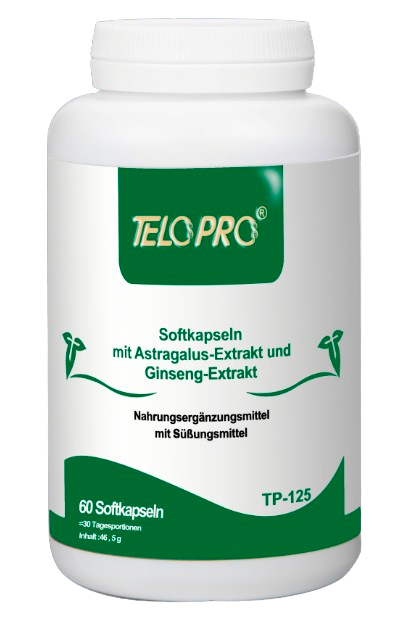 TELOPRO®
Softkapseln
mit Astragalus-Extrakt und
Ginseng-Extrakt
Nahrungsergänzungsmittel
mit Süßungsmittel
TP-125
60 Softkapseln
=30 Tagesportionen
Inhalt :46 , 5 g